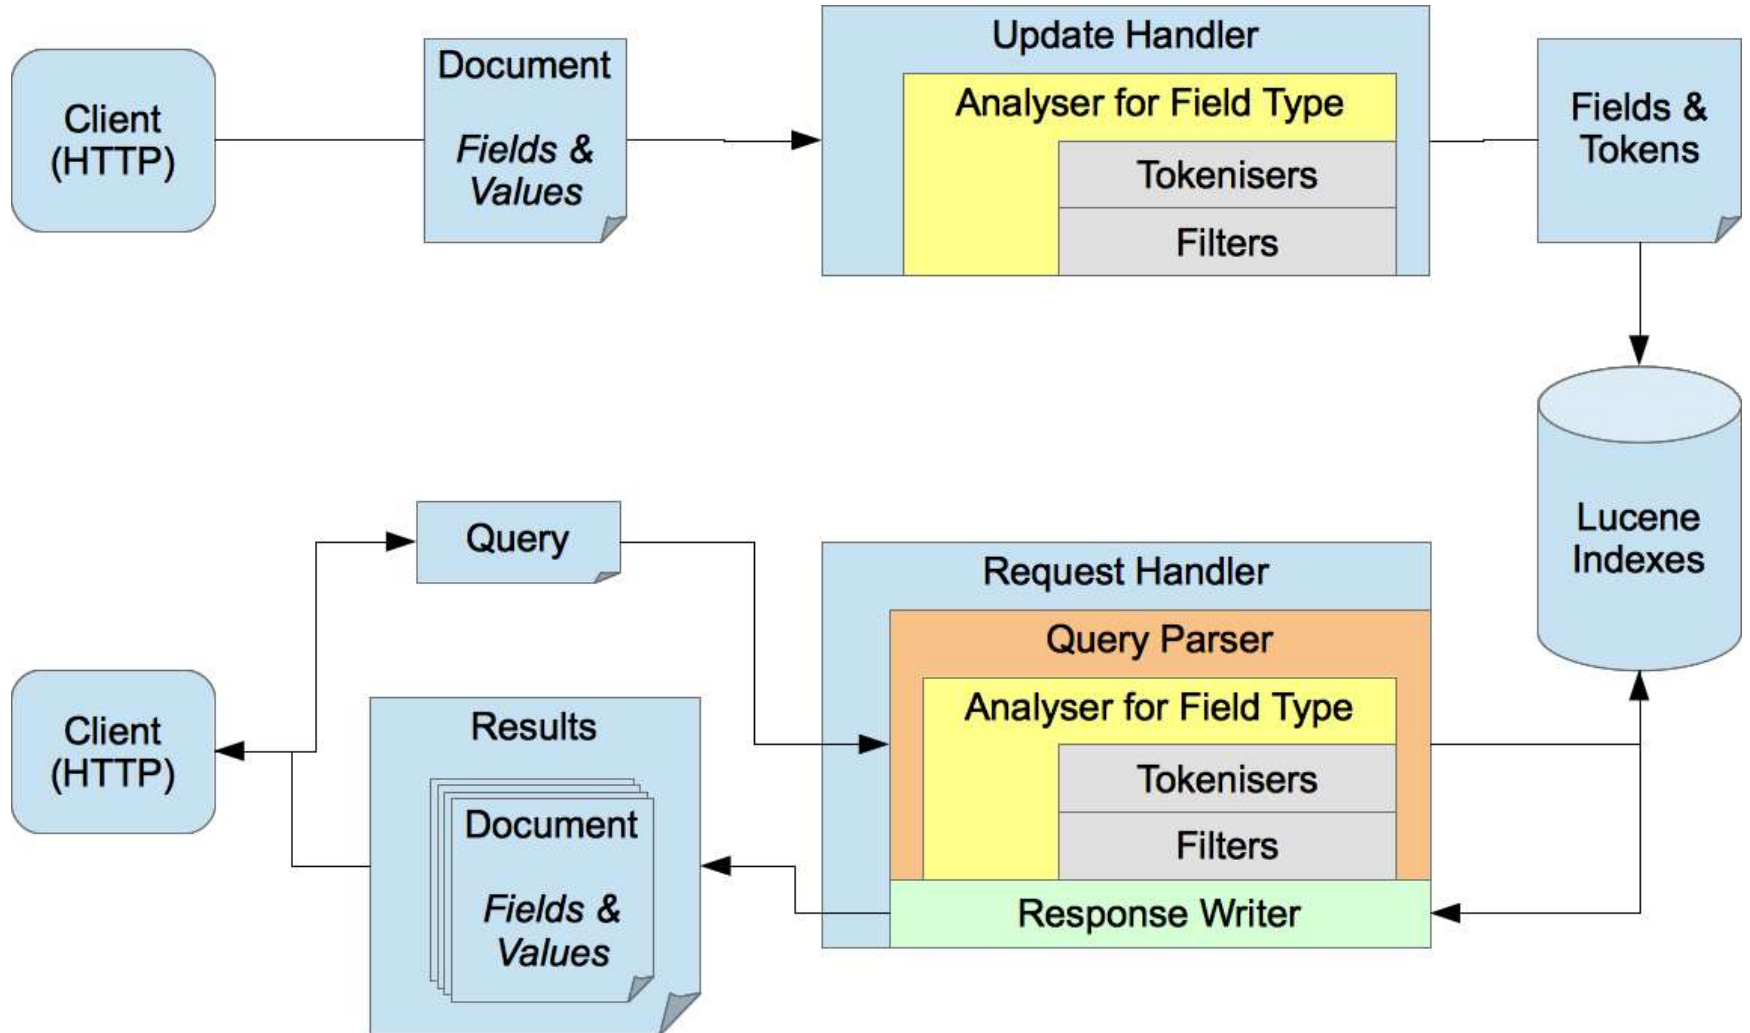 Client
(HTTP)
Document
Fields &
Values
Update Handler
Analyser for Field Type
Tokenisers
Filters
Fields &
Tokens
Lucene
Indexes
Query
Request Handler
Query Parser
Analyser for Field Type
Tokenisers
Filters
Response Writer
Client
(HTTP)
Results
Document
Fields &
Values